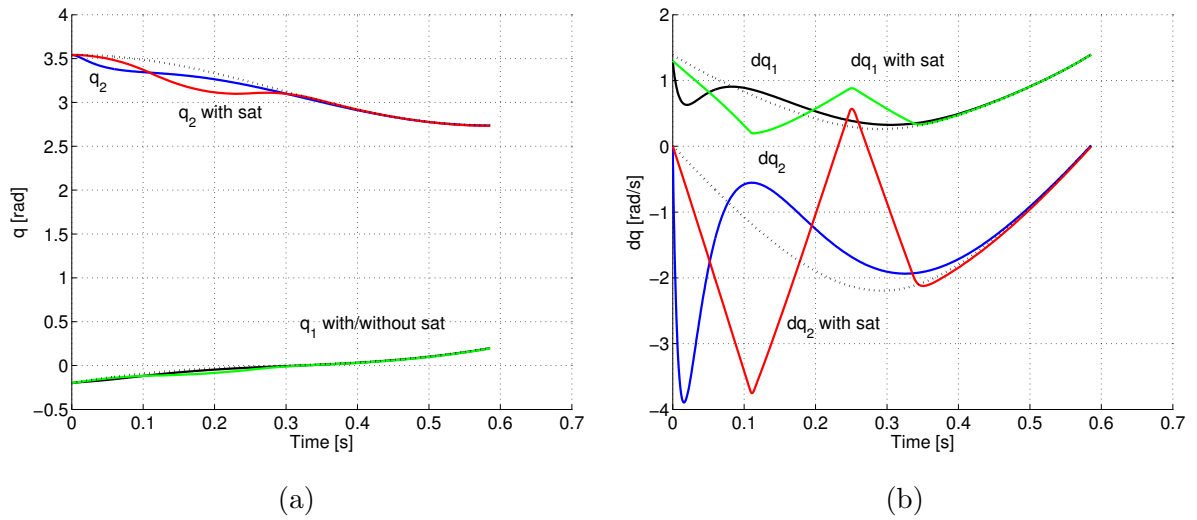 4
3.5
3
2.5
2
1.5
1
0.5
0
−0.5
0 0.1 0.2 0.3 0.4 0.5 0.6 0.7
q [rad]
Time [s]
q2
q2 with sat
q1 with/without sat
(a)
2
1
0
−1
−2
−3
−4
0 0.1 0.2 0.3 0.4 0.5 0.6 0.7
dq [rad/s]
Time [s]
dq1
dq1 with sat
dq2
dq2 with sat
(b)